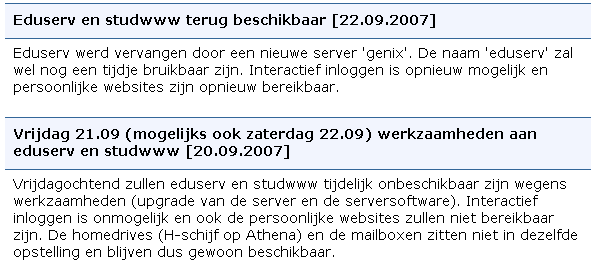 Eduserv en studwww terug beschikbaar [22.09.2007]
Eduserv werd vervangen door een nieuwe server 'genix'. De naam 'eduserv' zal
wel nog een tijdje bruikbaar zijn. Interactief inloggen is opnieuw mogelijk en
persoonlijke websites zijn opnieuw bereikbaar.
Vrijdag 21.09 (mogelijks ook zaterdag 22.09) werkzaamheden aan
eduserv en studwww [20.09.2007]
Vrijdagochtend zullen eduserv en studwww tijdelijk onbeschikbaar zijn wegens
werkzaamheden (upgrade van de server en de serversoftware). Interactief
inloggen is onmogelijk en ook de persoonlijke websites zullen niet bereikbaar
zijn. De homedrives (H-schijf op Athena) en de mailboxen zitten niet in dezelfde
opstelling en blijven dus gewoon beschikbaar.